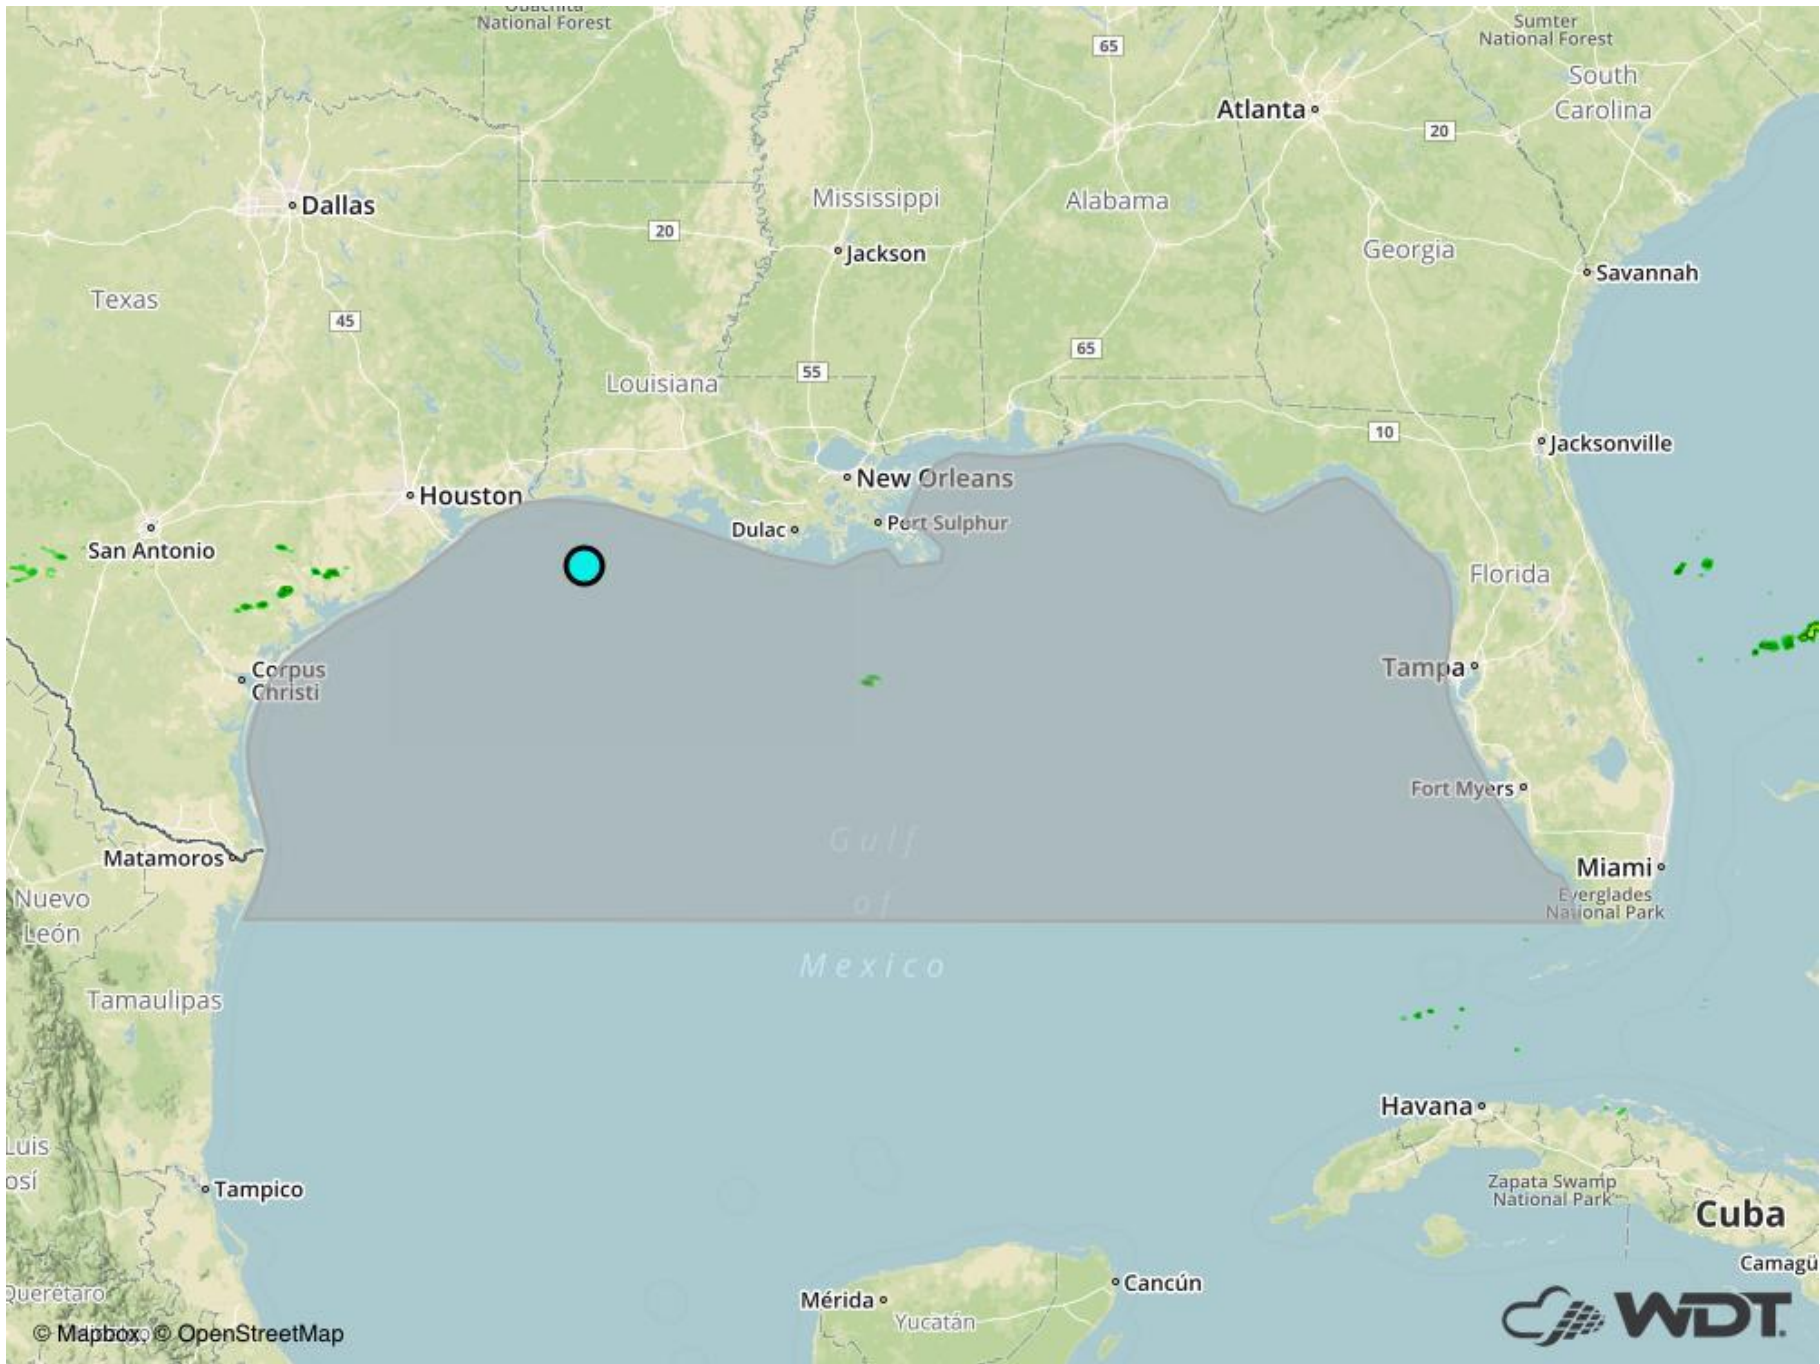 Ouachita
National Forest
65
Sumter
National Forest
South
Carolina
Atlanta
20
Dallas
Mississippi
Alabama
20
Jackson
Georgia
Savannah
Texas
45
65
55
Louisiana
10
Jacksonville
New Orleans
Houston
Dulac
Port Sulphur
San Antonio
Florida
Corpus
Christi
Tampa
Fort Myers
Gulf
of
Mexico
Matamoros
Miami
Everglades
National Park
Nuevo
León
Tamaulipas
Havana
Luis
osí
Tampico
Zapata Swamp
National Park
Cuba
Camagü
Cancún
Mérida
Yucatán
Querétaro
© Mapbox, © OpenStreetMap
WDT